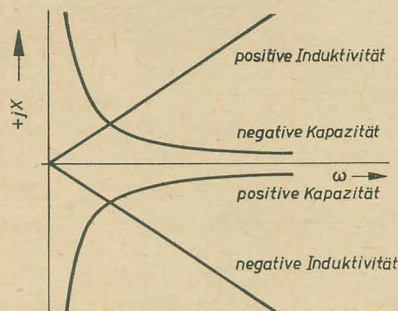 +jX
positive Induktivität
negative Kapazität
ω
positive Kapazität
negative Induktivität